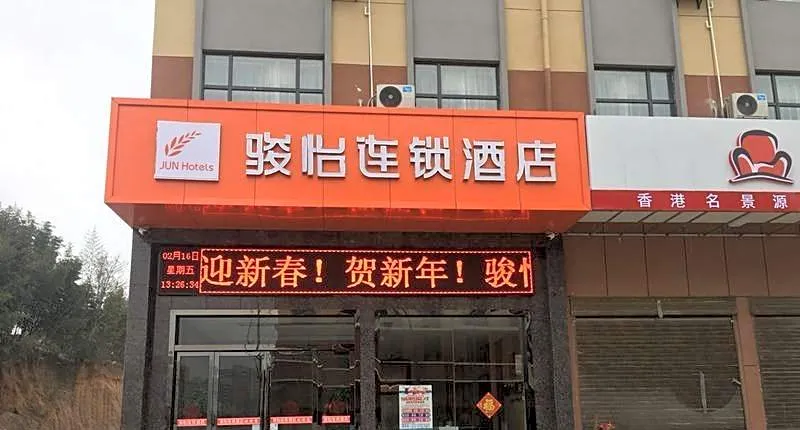 JUN Hotels
骏怡连锁酒店
香港名景源
02月16日
星期五
13:26:34
迎新春！贺新年！骏怡
福